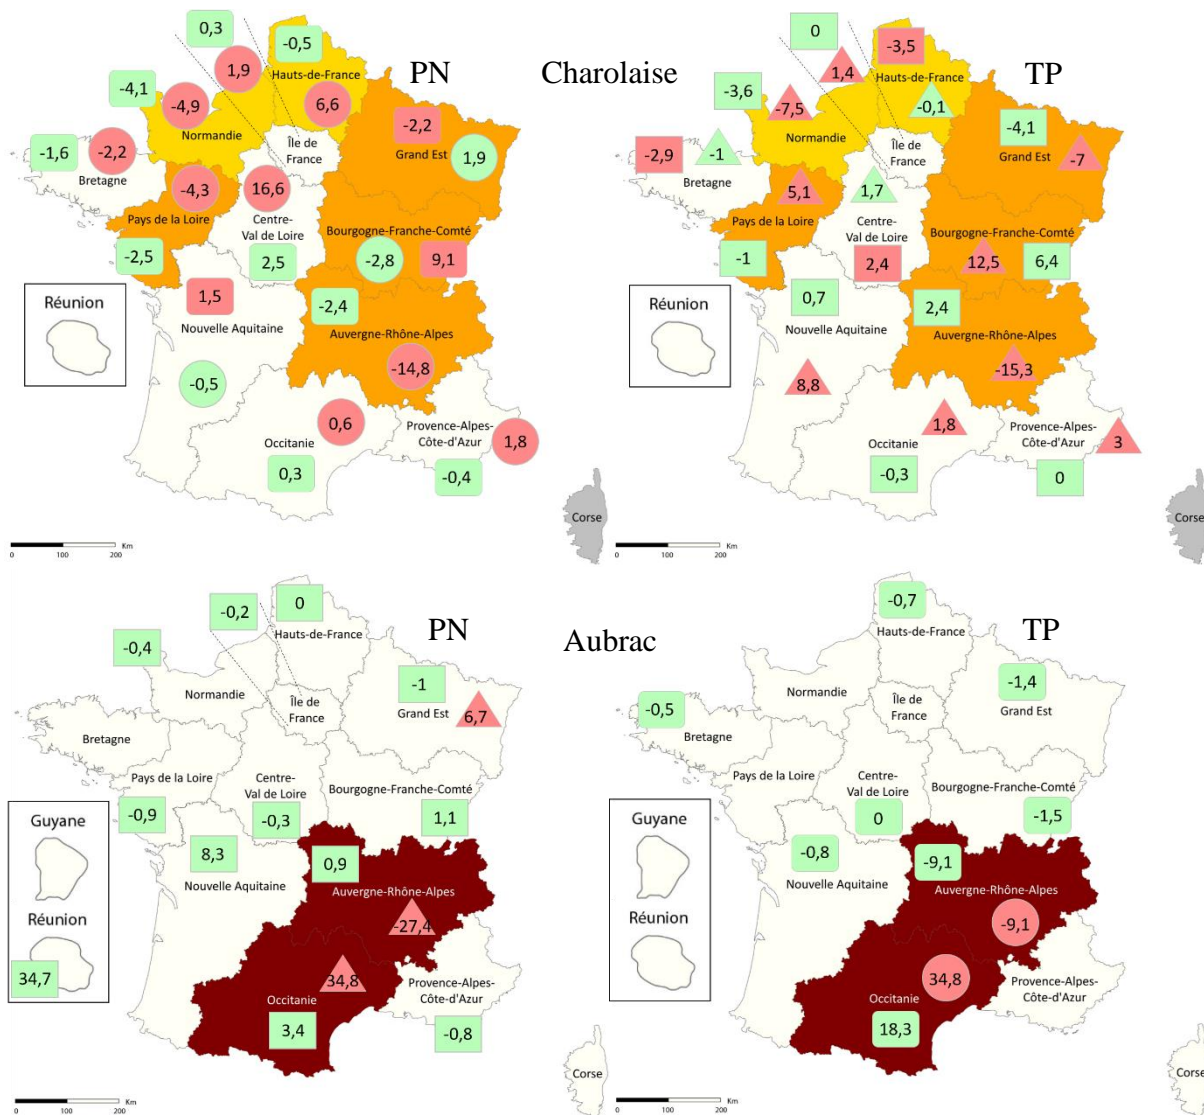 PN
Charolaise
TP
0,3
-0,5
Hauts-de-France
1,9
6,6
-4,1
-4,9
Normandie
-2,2
Grand Est
1,9
Île de
France
-1,6
-2,2
Bretagne
-4,3
Pays de la Loire
16,6
Centre-
Val de Loire
2,5
Bourgogne-Franche-Comté
-2,8
9,1
-2,5
1,5
Nouvelle Aquitaine
-2,4
Auvergne-Rhône-Alpes
-14,8
Réunion
-0,5
0,6
Occitanie
0,3
Provence-Alpes-
Côte-d'Azur
1,8
-0,4
Corse
0 100 200 Km
0
-3,5
Hauts-de-France
1,4
-0,1
-3,6
-7,5
Normandie
-4,1
Grand Est
-7
Île de
France
-2,9
-1
Bretagne
5,1
Pays de la Loire
1,7
Centre-
Val de Loire
2,4
Bourgogne-Franche-Comté
12,5
6,4
-1
0,7
Nouvelle Aquitaine
2,4
Auvergne-Rhône-Alpes
-15,3
Réunion
8,8
1,8
Occitanie
-0,3
Provence-Alpes-
Côte-d'Azur
3
0
Corse
0 100 200 Km
PN
Aubrac
TP
-0,2
0
Hauts-de-France
-0,4
Normandie
-1
Grand Est
6,7
Île de
France
Bretagne
Pays de la Loire
-0,9
Centre-
Val de Loire
-0,3
Bourgogne-Franche-Comté
1,1
Guyane
8,3
Nouvelle Aquitaine
0,9
Auvergne-Rhône-Alpes
-27,4
Réunion
34,7
34,8
Occitanie
3,4
Provence-Alpes-
Côte-d'Azur
-0,8
Corse
0 100 200 Km
-0,7
Hauts-de-France
Normandie
-1,4
Grand Est
Île de
France
-0,5
Bretagne
Pays de la Loire
Centre-
Val de Loire
0
Bourgogne-Franche-Comté
-1,5
Guyane
-0,8
Nouvelle Aquitaine
-9,1
Auvergne-Rhône-Alpes
-9,1
Réunion
34,8
Occitanie
18,3
Provence-Alpes-
Côte-d'Azur
Corse
0 100 200 Km